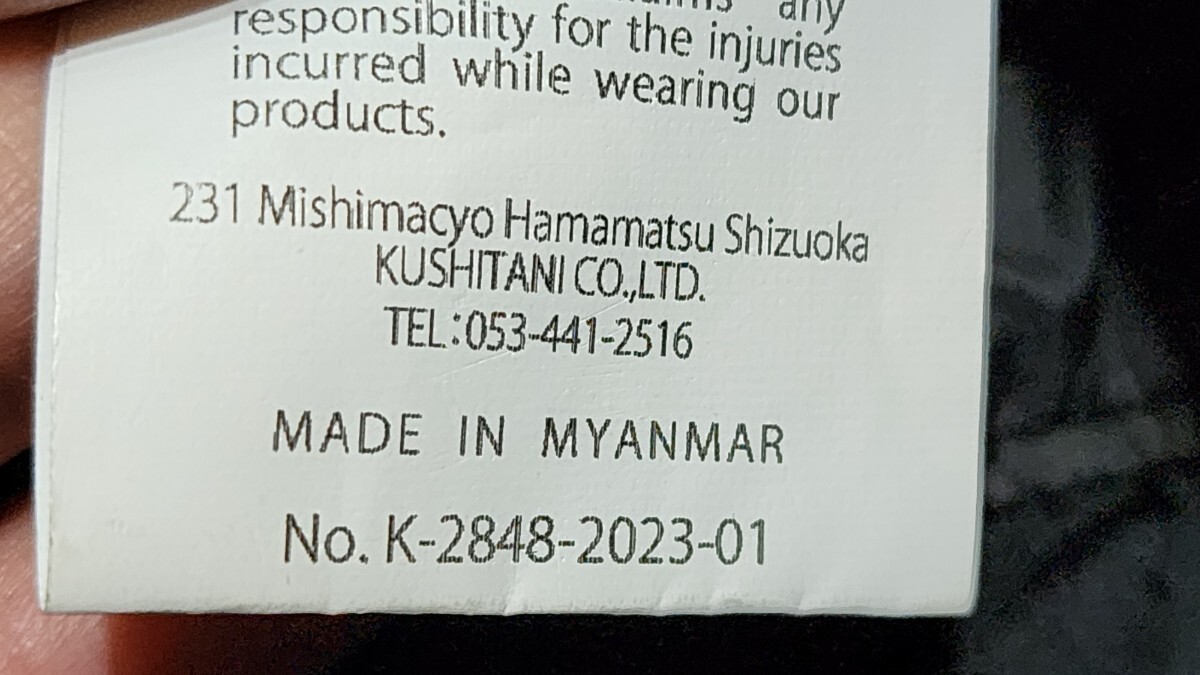 any
responsibility for the injuries
incurred while wearing our
products.
231 Mishimacyo Hamamatsu Shizuoka
KUSHITANI CO.,LTD.
TEL:053-441-2516
MADE IN MYANMAR
No. K-2848-2023-01